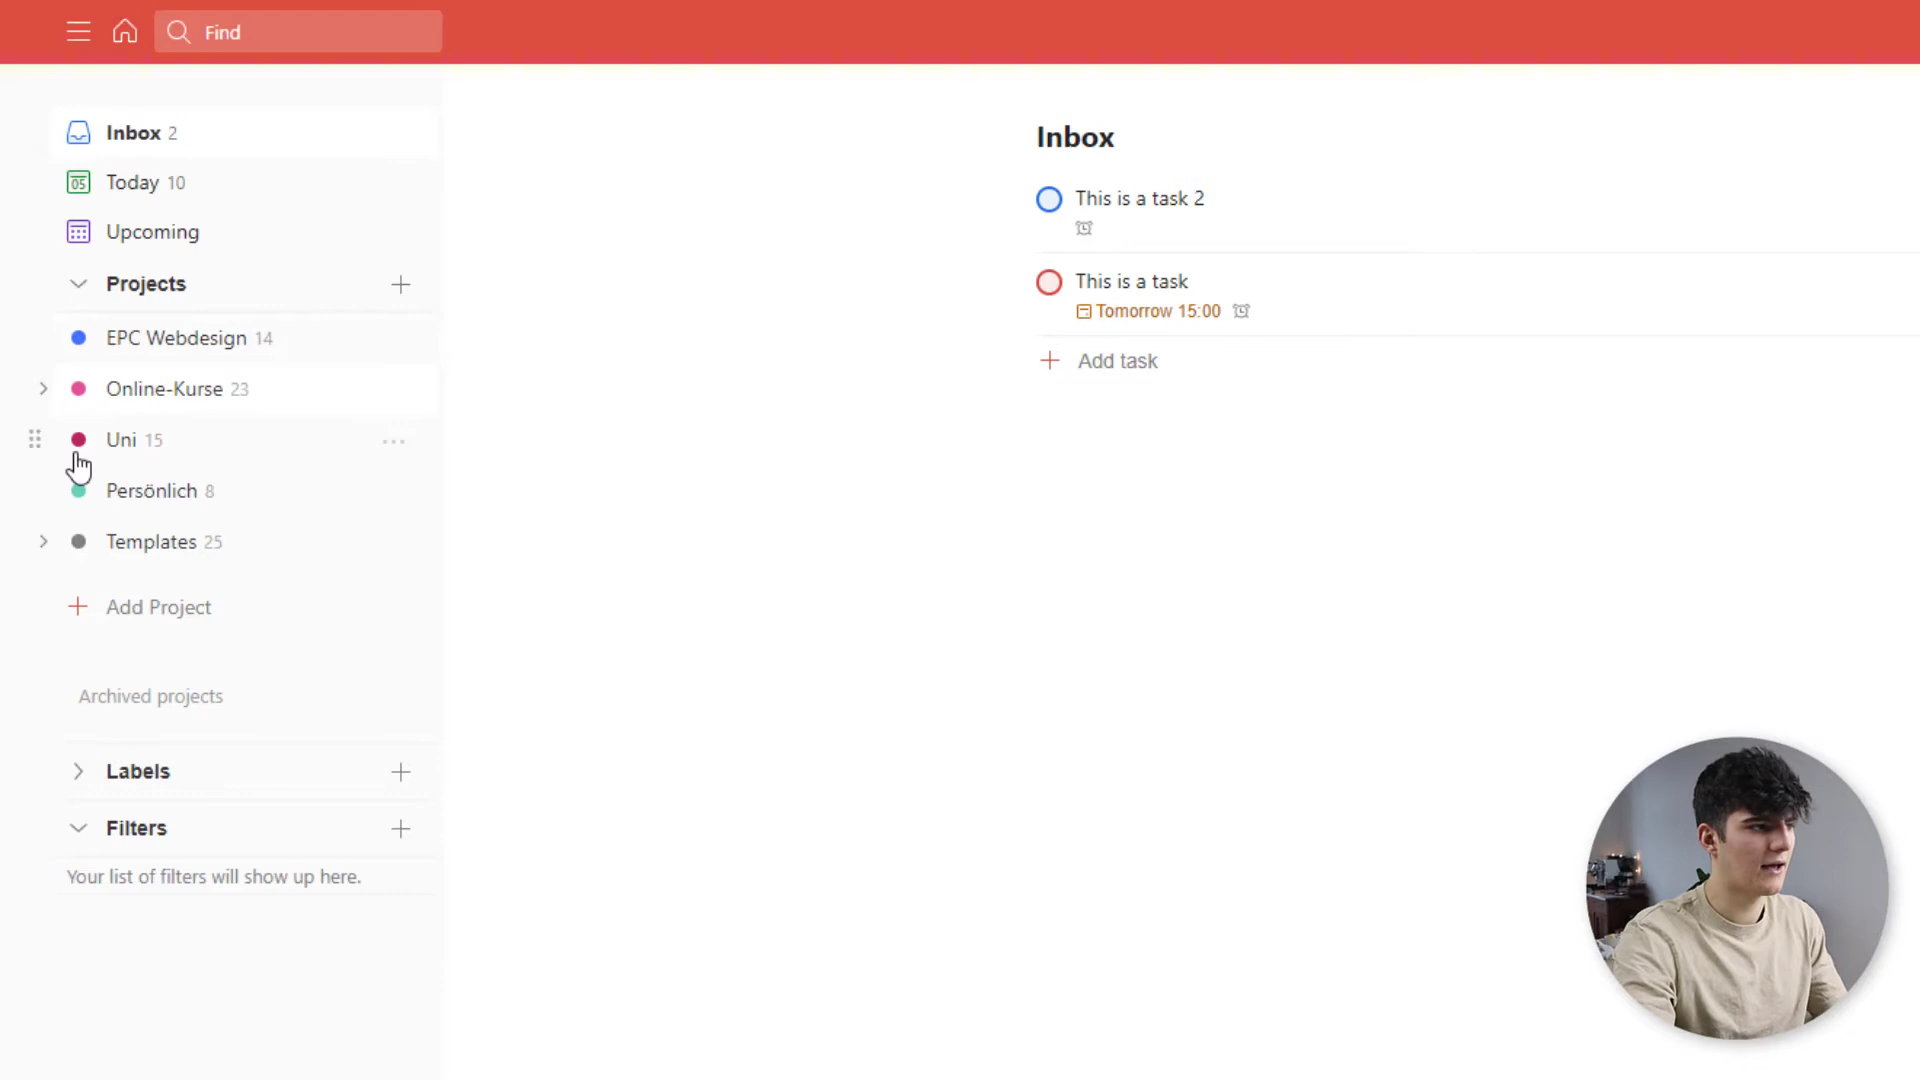 Find
Inbox 2
Today 10
Upcoming
Projects
EPC Webdesign 14
Online-Kurse 23
Uni 15
Persönlich 8
Templates 25
Add Project
Archived projects
Labels
Filters
Your list of filters will show up here.
Inbox
This is a task 2
This is a task
Tomorrow 15:00
Add task
05